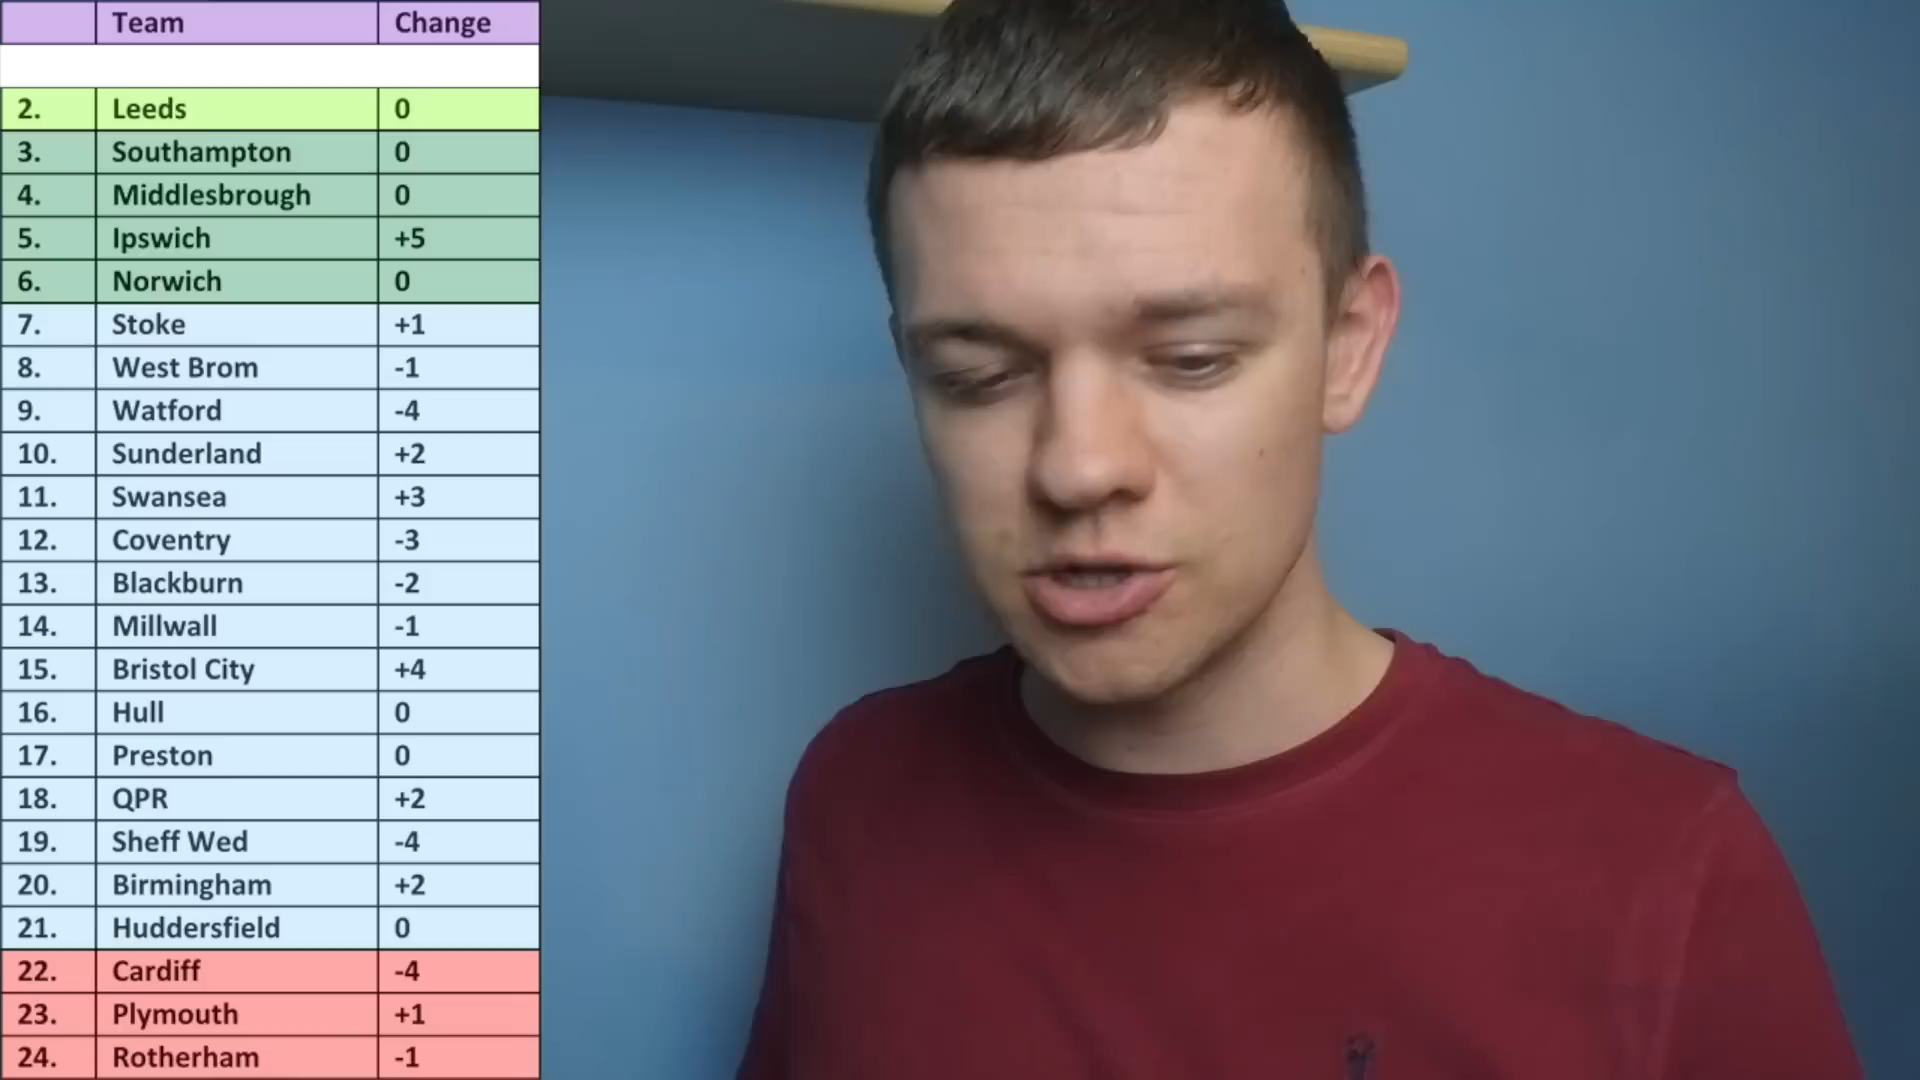 Team Change
2. Leeds 0
3. Southampton 0
4. Middlesbrough 0
5. Ipswich +5
6. Norwich 0
7. Stoke +1
8. West Brom -1
9. Watford -4
10. Sunderland +2
11. Swansea +3
12. Coventry -3
13. Blackburn -2
14. Millwall -1
15. Bristol City +4
16. Hull 0
17. Preston 0
18. QPR +2
19. Sheff Wed -4
20. Birmingham +2
21. Huddersfield 0
22. Cardiff -4
23. Plymouth +1
24. Rotherham -1